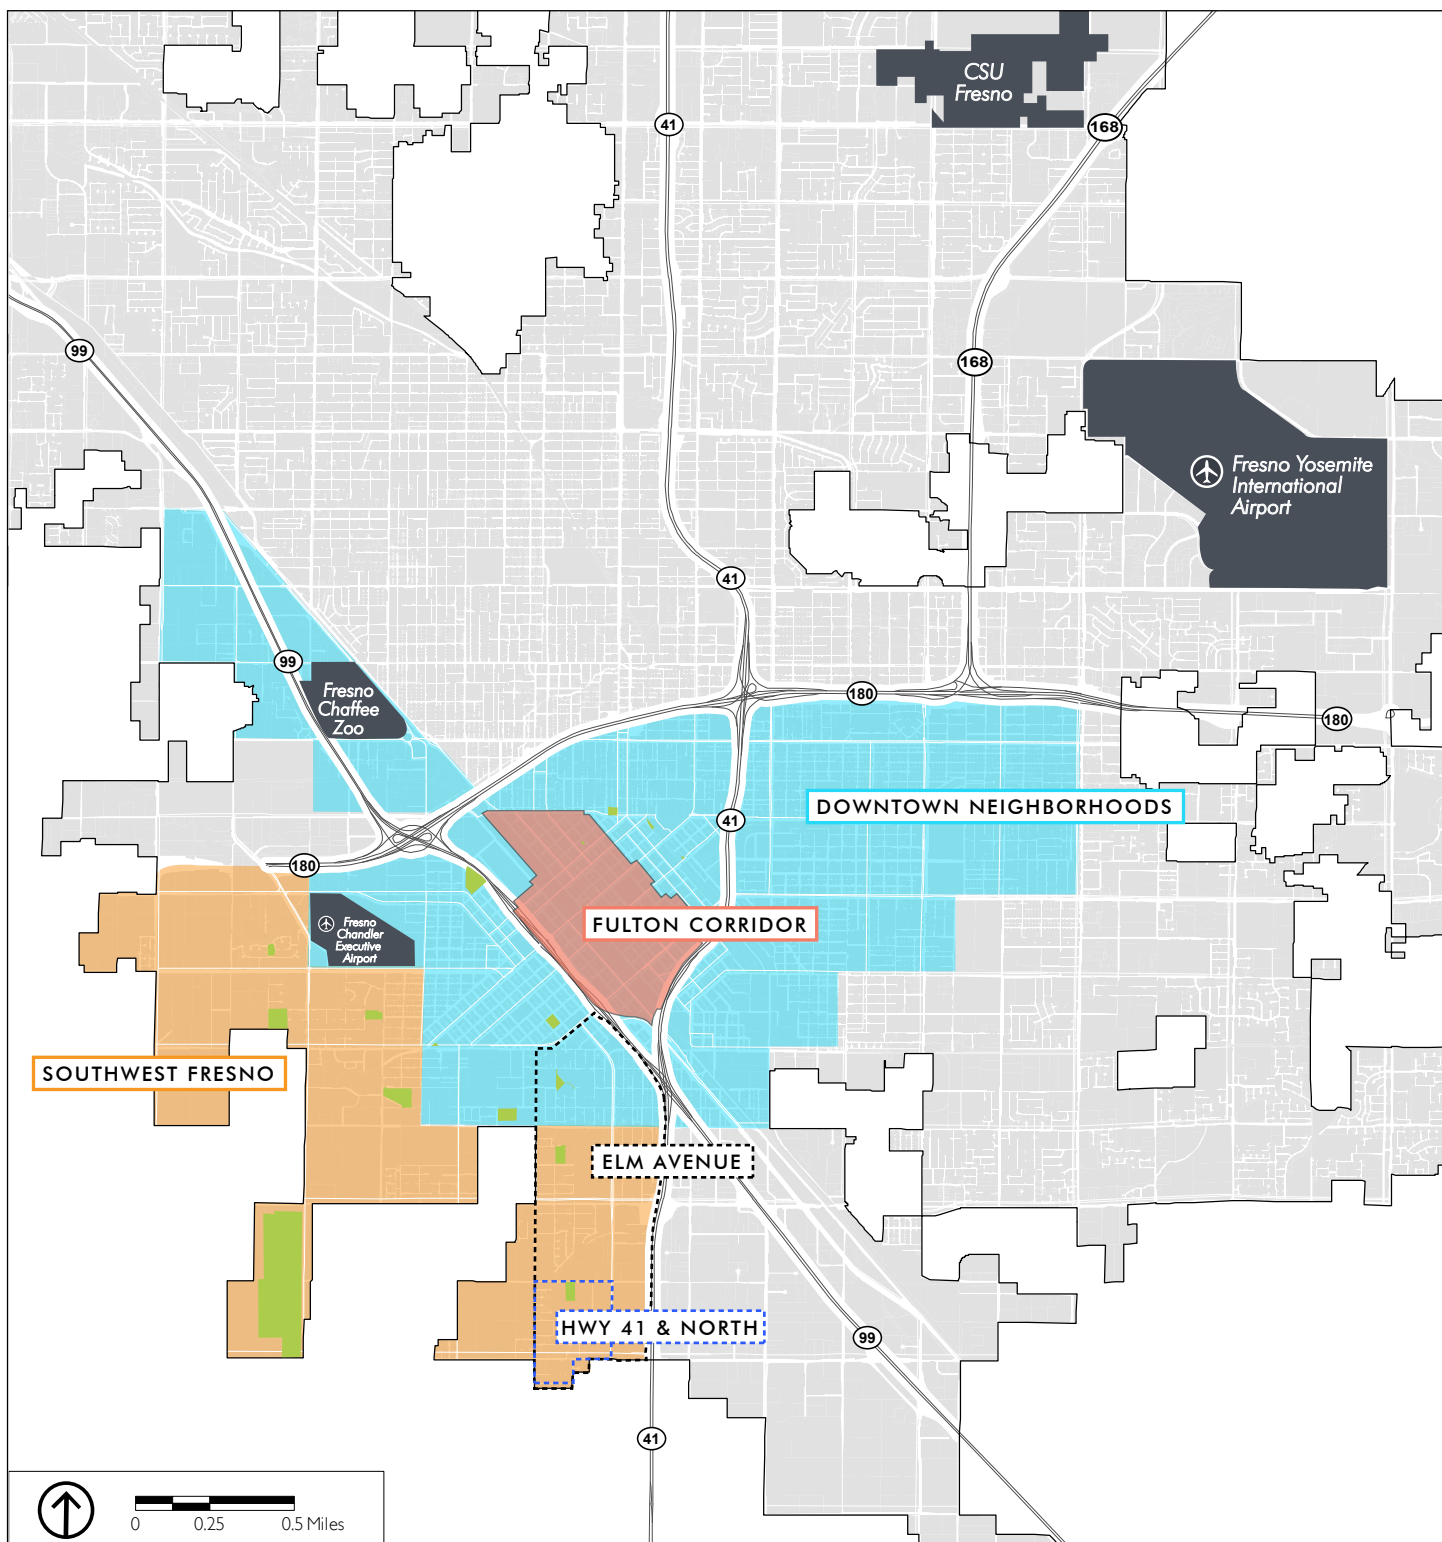 CSU
Fresno
41
168
99
168
Fresno Yosemite
International
Airport
41
99
Fresno
Chaffee
Zoo
180
180
DOWNTOWN NEIGHBORHOODS
41
180
FULTON CORRIDOR
Fresno
Chandler
Executive
Airport
SOUTHWEST FRESNO
ELM AVENUE
HWY 41 & NORTH
99
41
0 0.25 0.5 Miles